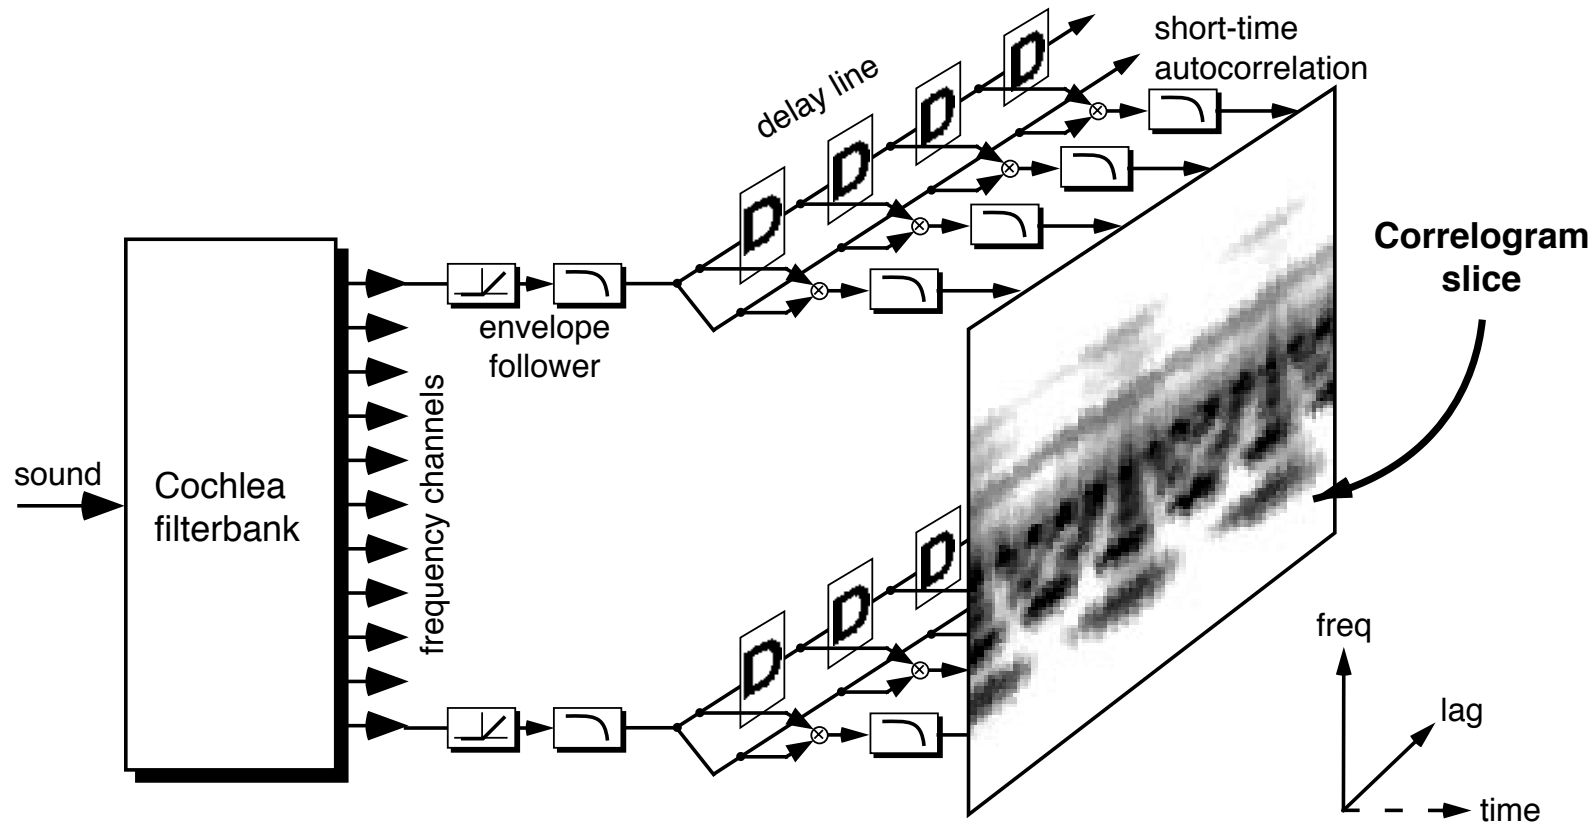 short-time
autocorrelation
delay line
D
D
D
D
Correlogram
slice
envelope
follower
frequency channels
sound
Cochlea
filterbank
D
D
D
freq
lag
time